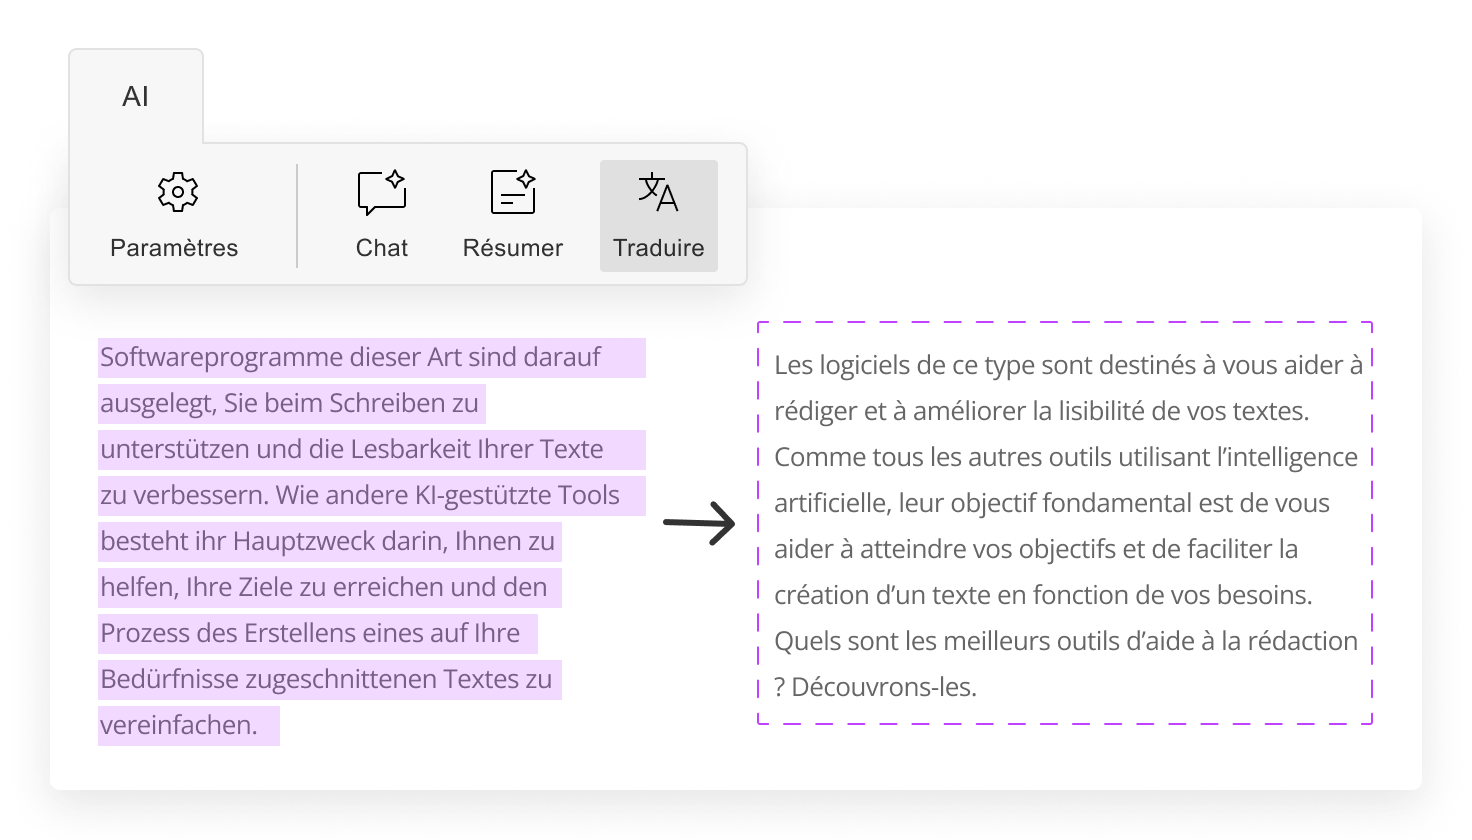 AI
Paramètres
Chat
Résumer
Traduire
Softwareprogramme dieser Art sind darauf
ausgelegt, Sie beim Schreiben zu
unterstützen und die Lesbarkeit Ihrer Texte
zu verbessern. Wie andere KI-gestützte Tools
besteht ihr Hauptzweck darin, Ihnen zu
helfen, Ihre Ziele zu erreichen und den
Prozess des Erstellens eines auf Ihre
Bedürfnisse zugeschnittenen Textes zu
vereinfachen.
Les logiciels de ce type sont destinés à vous aider à
rédiger et à améliorer la lisibilité de vos textes.
Comme tous les autres outils utilisant l’intelligence
artificielle, leur objectif fondamental est de vous
aider à atteindre vos objectifs et de faciliter la
création d’un texte en fonction de vos besoins.
Quels sont les meilleurs outils d’aide à la rédaction
? Découvrons-les.